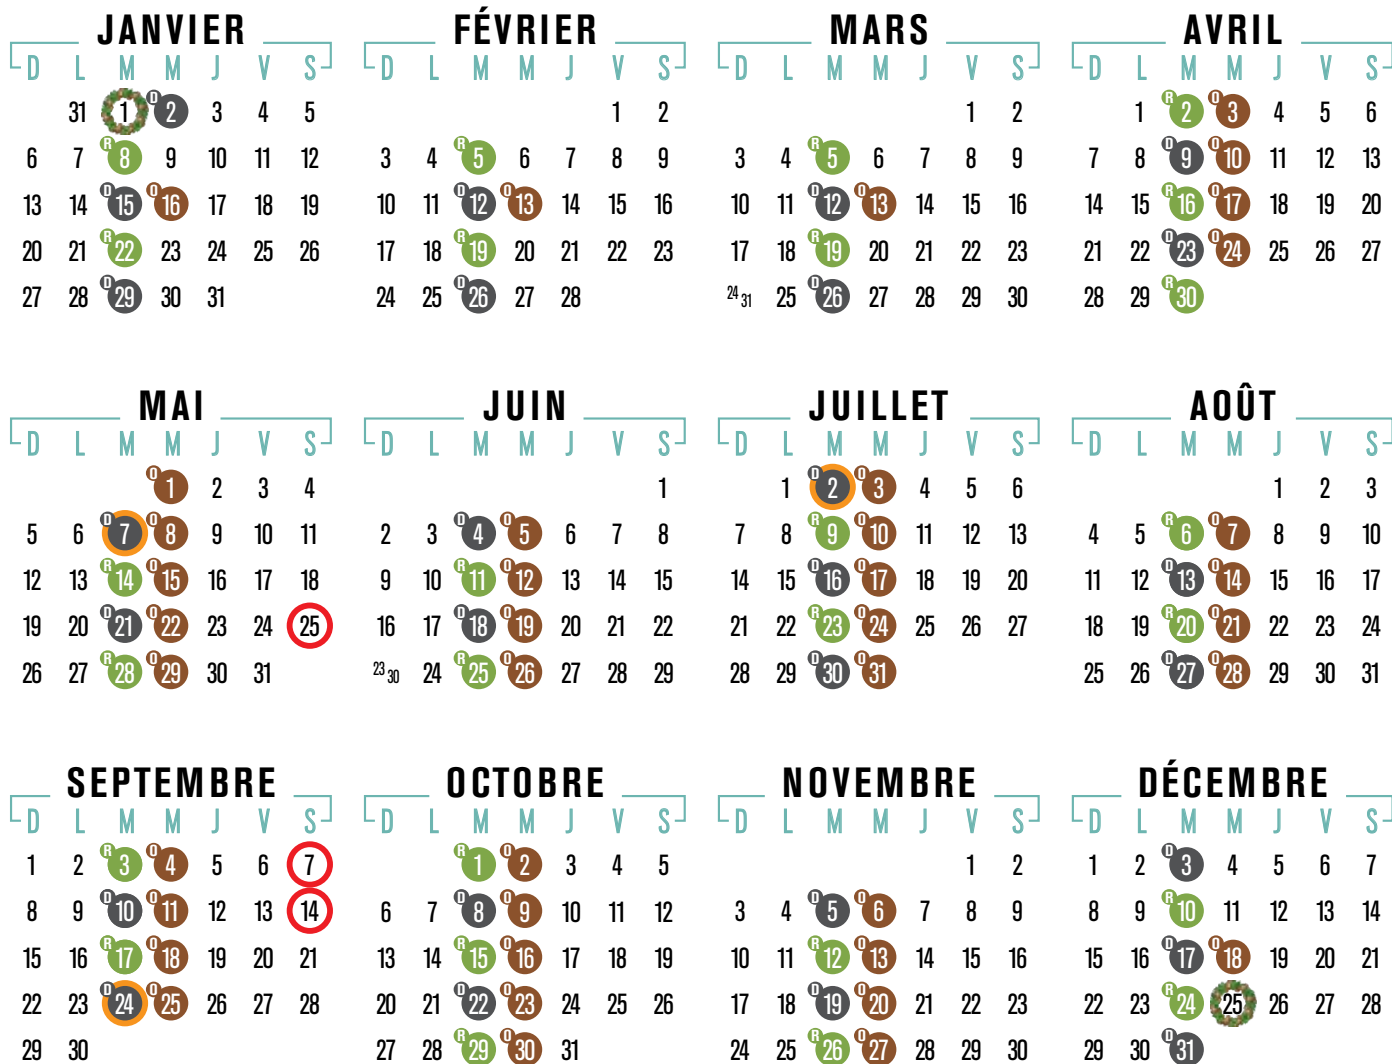 JANVIER FÉVRIER MARS AVRIL
D L M M J V S D L M M J V S D L M M J V S D L M M J V S
31 1 D 2 3 4 5 1 2 1 2 1 R 2 O 3 4 5 6
6 7 R 8 9 10 11 12 3 4 R 5 6 7 8 9 3 4 R 5 6 7 8 9 7 8 D 9 O 10 11 12 13
13 14 D 15 O 16 17 18 19 10 11 D 12 O 13 14 15 16 10 11 D 12 O 13 14 15 16 14 15 R 16 O 17 18 19 20
20 21 R 22 23 24 25 26 17 18 R 19 20 21 22 23 17 18 R 19 20 21 22 23 21 22 D 23 O 24 25 26 27
27 28 D 29 30 31 24 25 D 26 27 28 24 31 25 D 26 27 28 29 30 28 29 R 30
MAI JUIN JUILLET AOÛT
D L M M J V S D L M M J V S D L M M J V S D L M M J V S
O 1 2 3 4 1 1 D 2 O 3 4 5 6 1 2 3
5 6 D 7 O 8 9 10 11 2 3 D 4 O 5 6 7 8 7 8 R 9 O 10 11 12 13 4 5 R 6 O 7 8 9 10
12 13 R 14 O 15 16 17 18 9 10 R 11 O 12 13 14 15 14 15 D 16 O 17 18 19 20 11 12 D 13 O 14 15 16 17
19 20 D 21 O 22 23 24 25 16 17 D 18 O 19 20 21 22 21 22 R 23 O 24 25 26 27 18 19 R 20 O 21 22 23 24
26 27 R 28 O 29 30 31 23 30 24 R 25 O 26 27 28 29 28 29 D 30 O 31 25 26 D 27 O 28 29 30 31
SEPTEMBRE OCTOBRE NOVEMBRE DÉCEMBRE
D L M M J V S D L M M J V S D L M M J V S D L M M J V S
1 2 R 3 O 4 5 6 7 R 1 O 2 3 4 5 1 2 1 2 D 3 4 5 6 7
8 9 D 10 O 11 12 13 14 6 7 D 8 O 9 10 11 12 3 4 D 5 O 6 7 8 9 8 9 R 10 11 12 13 14
15 16 R 17 O 18 19 20 21 13 14 R 15 O 16 17 18 19 10 11 R 12 O 13 14 15 16 15 16 D 17 O 18 19 20 21
22 23 D 24 O 25 26 27 28 20 21 D 22 O 23 24 25 26 17 18 D 19 O 20 21 22 23 22 23 R 24 25 26 27 28
29 30 27 28 R 29 O 30 31 24 25 R 26 O 27 28 29 30 29 30 D 31